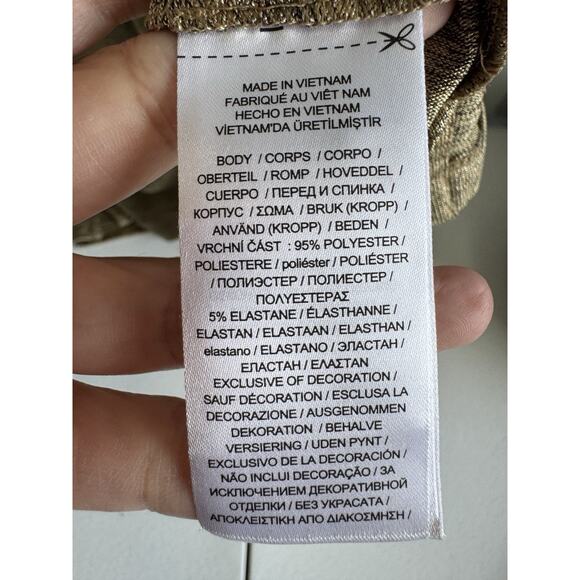 MADE IN VIETNAM
FABRIQUÉ AU VIÊT NAM
HECHO EN VIETNAM
VİETNAM'DA ÜRETİLMİŞTİR
BODY / CORPS / CORPO /
OBERTEIL / ROMP / HOVEDDEL /
CUERPO / ПЕРЕД И СПИНКА /
КОРПУС / ΣΩΜΑ / BRUK (KROPP) /
ANVÄND (KROPP) / BEDEN /
VRCHNÍ ČÁST : 95% POLYESTER /
POLIESTERE / poliéster / POLIÉSTER
/ ПОЛИЭСТЕР / ПОЛИЕСТЕР /
ΠΟΛΥΕΣΤΕΡΑΣ
5% ELASTANE / ÉLASTHANNE /
ELASTAN / ELASTAAN / ELASTHAN /
elastano / ELASTANO / ЭЛАСТАН /
ЕЛАСТАН / ΕΛΑΣΤΑΝ
EXCLUSIVE OF DECORATION /
SAUF DÉCORATION / ESCLUSA LA
DECORAZIONE / AUSGENOMMEN
DEKORATION / BEHALVE
VERSIERING / UDEN PYNT /
EXCLUSIVO DE LA DECORACIÓN /
NÃO INCLUI DECORAÇÃO / ЗА
ИСКЛЮЧЕНИЕМ ДЕКОРАТИВНОЙ
ОТДЕЛКИ / БЕЗ УКРАСАТА /
ΑΠΟΚΛΕΙΣΤΙΚΗ ΑΠΟ ΔΙΑΚΟΣΜΗΣΗ /